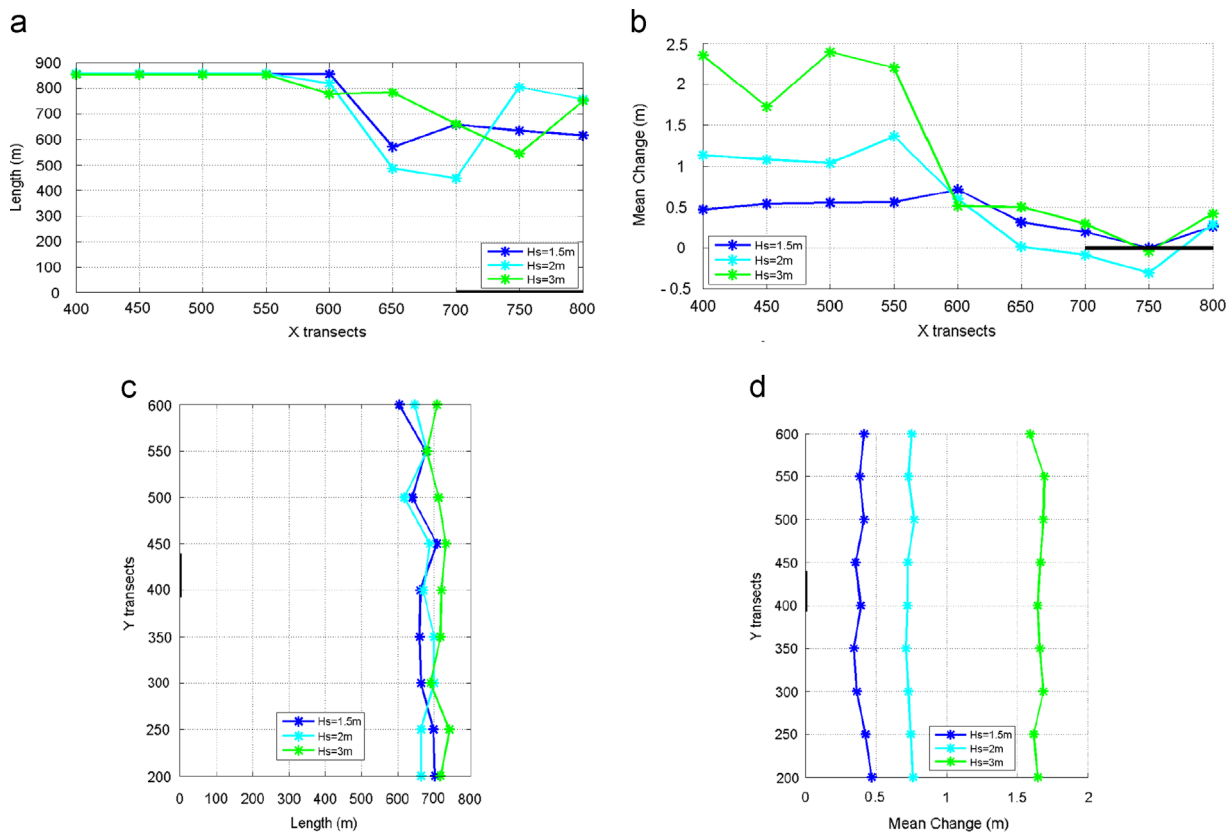 a
900
800
700
600
500
400
300
200
100
0
Length (m)
Hs=1.5m
Hs=2m
Hs=3m
400 450 500 550 600 650 700 750 800
X transects
b
2.5
2
1.5
1
0.5
0
- 0.5
Mean Change (m)
Hs=1.5m
Hs=2m
Hs=3m
400 450 500 550 600 650 700 750 800
X transects
c
600
550
500
450
400
350
300
250
200
Y transects
Hs=1.5m
Hs=2m
Hs=3m
0 100 200 300 400 500 600 700 800
Length (m)
d
600
550
500
450
400
350
300
250
200
Y transects
Hs=1.5m
Hs=2m
Hs=3m
0 0.5 1 1.5 2
Mean Change (m)